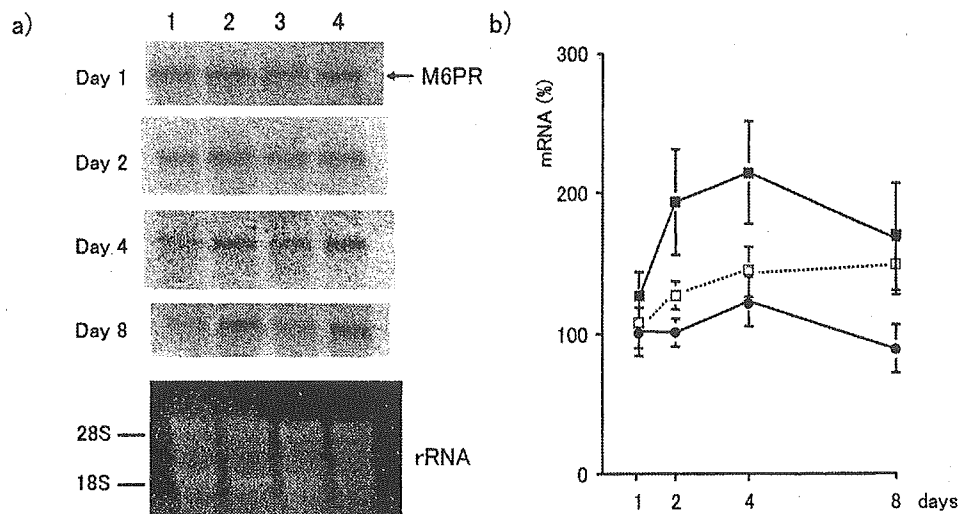 a)
1 2 3 4
Day 1
M6PR
Day 2
Day 4
Day 8
28S
18S
rRNA
b)
300
200
100
0
mRNA (%)
1 2 4 8 days